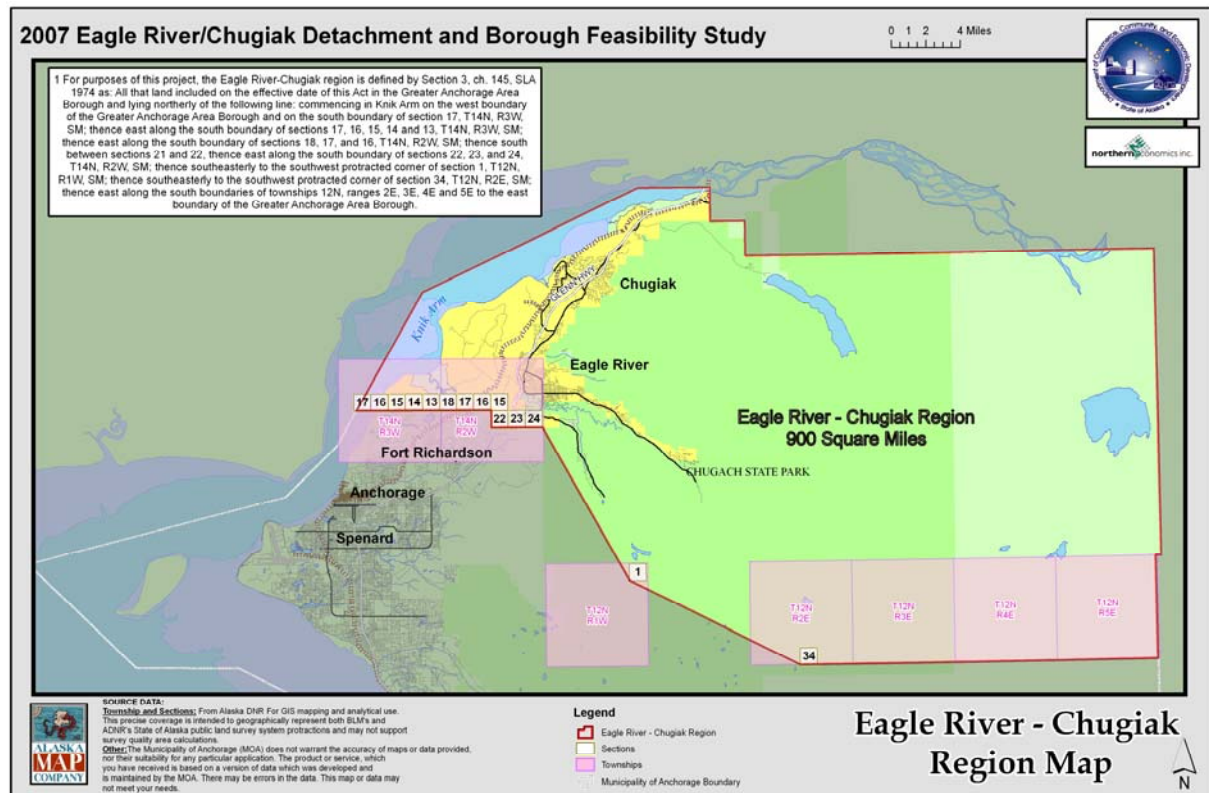 2007 Eagle River/Chugiak Detachment and Borough Feasibility Study
0 1 2 4 Miles
Department of Commerce, Community, and Economic Development
State of Alaska
northerneconomics inc.
1 For purposes of this project, the Eagle River-Chugiak region is defined by Section 3, ch. 145, SLA
1974 as: All that land included on the effective date of this Act in the Greater Anchorage Area
Borough and lying northerly of the following line: commencing in Knik Arm on the west boundary
of the Greater Anchorage Area Borough and on the south boundary of section 17, T14N, R3W,
SM; thence east along the south boundary of sections 17, 16, 15, 14 and 13, T14N, R3W, SM;
thence east along the south boundary of sections 18, 17, and 16, T14N, R2W, SM; thence south
between sections 21 and 22, thence east along the south boundary of sections 22, 23, and 24,
T14N, R2W, SM; thence southeasterly to the southwest protracted corner of section 1, T12N,
R1W, SM; thence southeasterly to the southwest protracted corner of section 34, T12N, R2E, SM;
thence east along the south boundaries of townships 12N, ranges 2E, 3E, 4E and 5E to the east
boundary of the Greater Anchorage Area Borough.
GLENN HWY
Chugiak
Knik Arm
Eagle River
17 16 15 14 13 18 17 16 15
22 23 24
T14N
R3W
T14N
R2W
Eagle River - Chugiak Region
900 Square Miles
Fort Richardson
CHUGACH STATE PARK
Anchorage
Spenard
1
T12N
R1W
T12N
R2E
T12N
R3E
T12N
R4E
T12N
R5E
34
ALASKA
MAP
COMPANY
SOURCE DATA:
Township and Sections: From Alaska DNR For GIS mapping and analytical use.
This precise coverage is intended to geographically represent both BLM's and
ADNR's State of Alaska public land survey system protractions and may not support
survey quality area calculations.
Other: The Municipality of Anchorage (MOA) does not warrant the accuracy of maps or data provided,
nor their suitability for any particular application. The product or service, which
you have received is based on a version of data which was developed and
is maintained by the MOA. There may be errors in the data. This map or data may
not meet your needs.
Legend
Eagle River - Chugiak Region
Sections
Townships
Municipality of Anchorage Boundary
Eagle River - Chugiak
Region Map
N